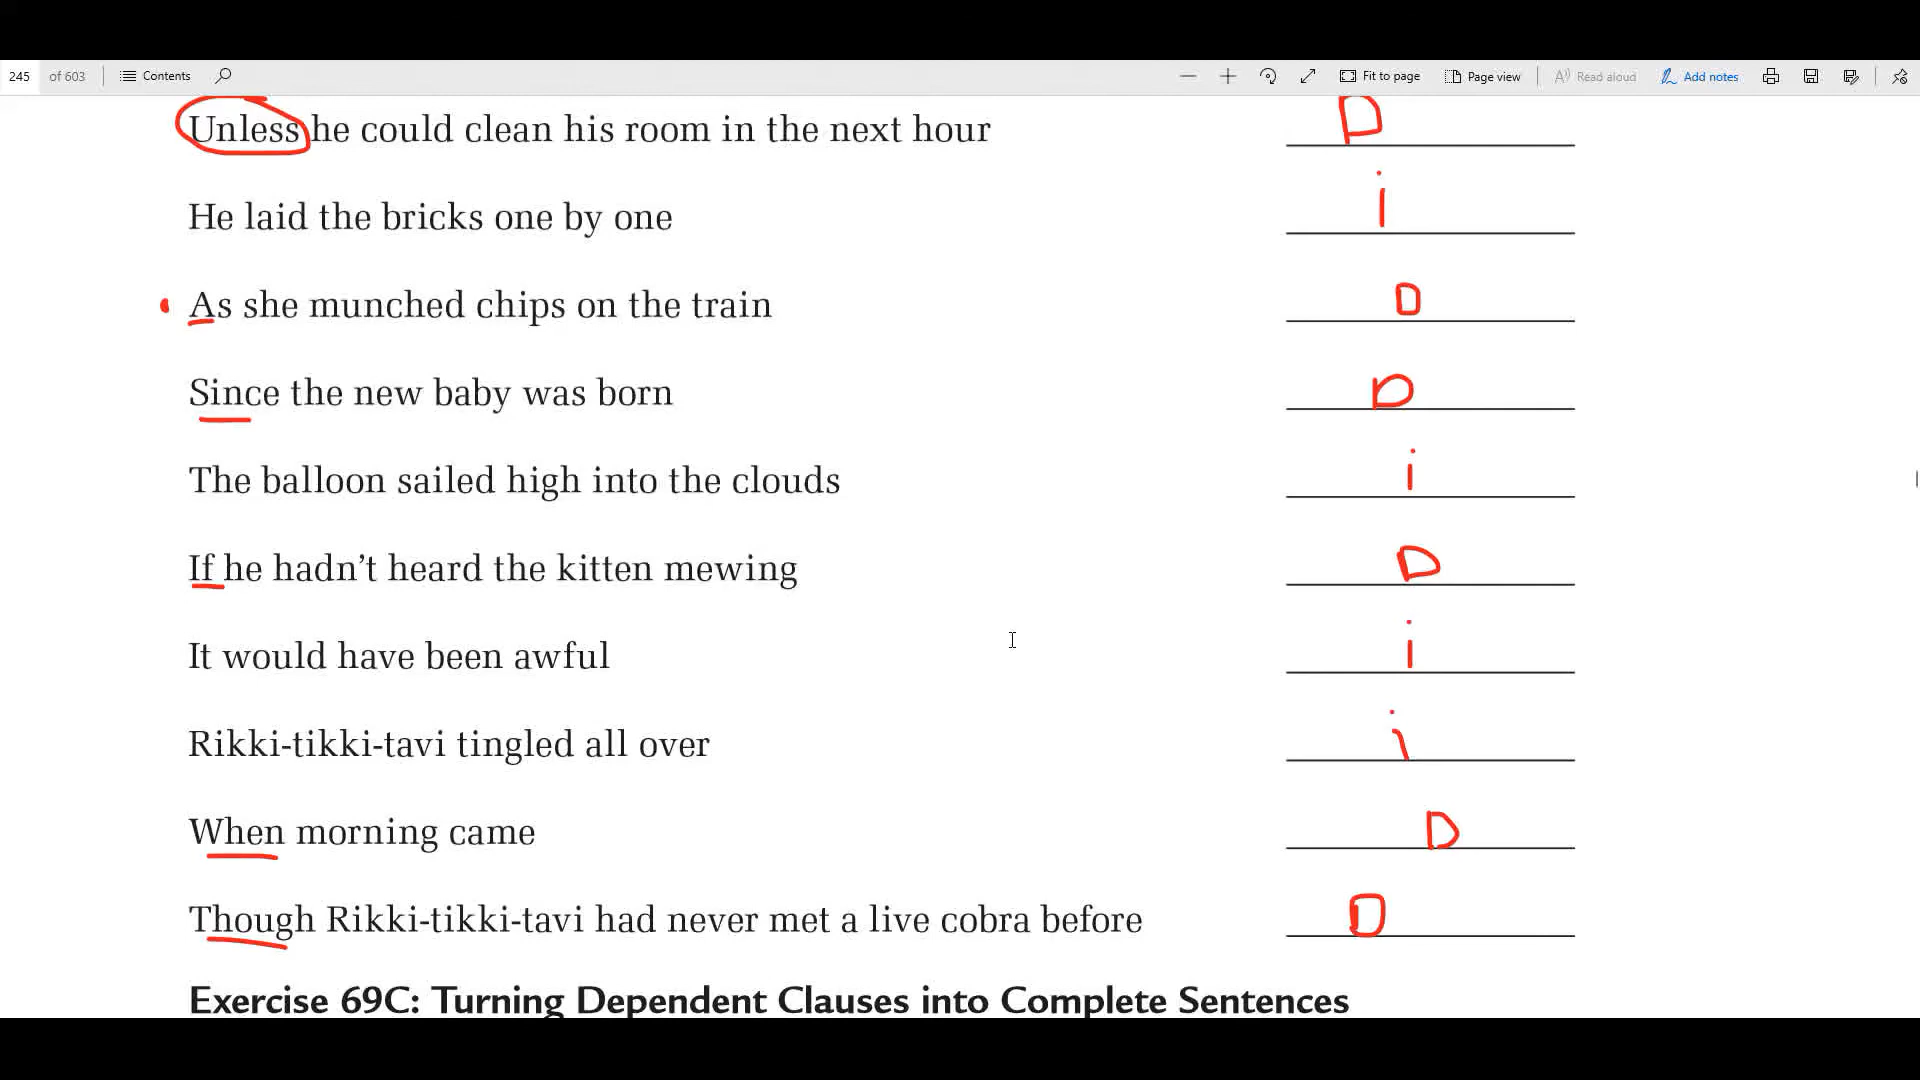 245 of 603 Contents Fit to page Page view Read aloud Add notes
Unless he could clean his room in the next hour D
He laid the bricks one by one i
As she munched chips on the train D
Since the new baby was born D
The balloon sailed high into the clouds i
If he hadn't heard the kitten mewing D
It would have been awful i
Rikki-tikki-tavi tingled all over i
When morning came D
Though Rikki-tikki-tavi had never met a live cobra before D
Exercise 69C: Turning Dependent Clauses into Complete Sentences